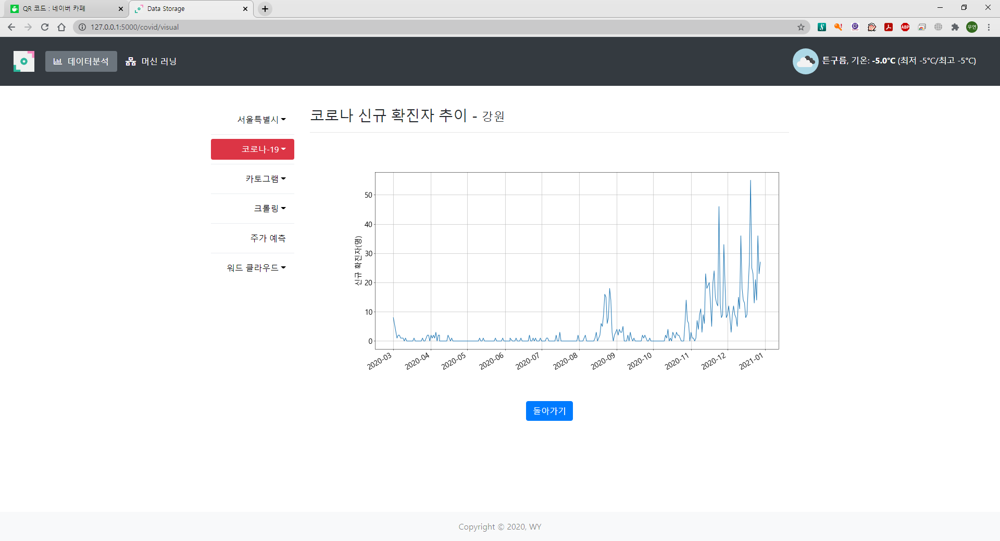 QR 코드 : 네이버 카페
Data Storage
127.0.0.1:5000/covid/visual
ABP
우연
데이터분석
머신 러닝
튼구름, 기온: -5.0℃ (최저 -5℃/최고 -5℃)
서울특별시
코로나-19
카토그램
크롤링
주가 예측
워드 클라우드
코로나 신규 확진자 추이 - 강원
신규 확진자(명)
50
40
30
20
10
0
2020-03
2020-04
2020-05
2020-06
2020-07
2020-08
2020-09
2020-10
2020-11
2020-12
2021-01
돌아가기
Copyright © 2020, WY